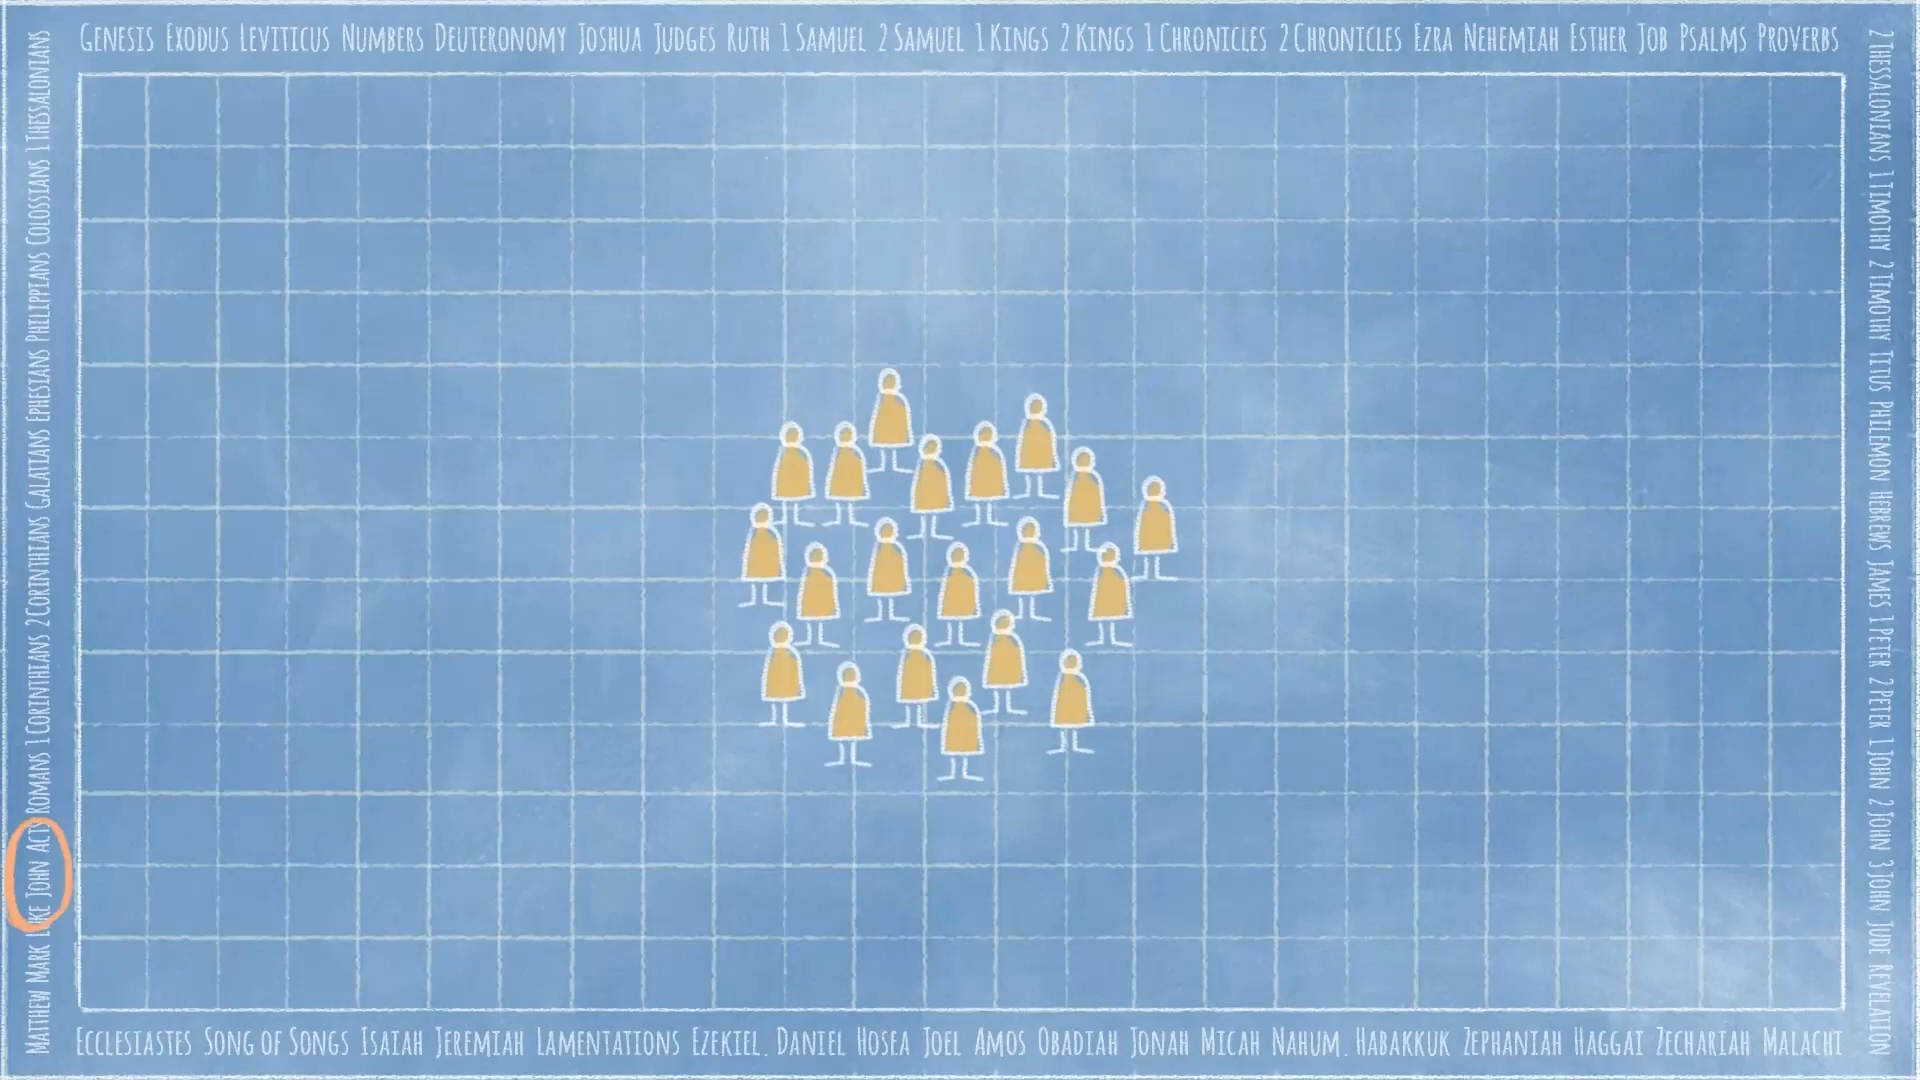 Genesis Exodus Leviticus Numbers Deuteronomy Joshua Judges Ruth 1 Samuel 2 Samuel 1 Kings 2 Kings 1 Chronicles 2 Chronicles Ezra Nehemiah Esther Job Psalms Proverbs
Ecclesiastes Song of Songs Isaiah Jeremiah Lamentations Ezekiel. Daniel Hosea Joel Amos Obadiah Jonah Micah Nahum. Habakkuk Zephaniah Haggai Zechariah Malachi
Matthew Mark Luke John Acts Romans 1 Corinthians 2 Corinthians Galatians Ephesians Philippians Colossians 1 Thessalonians
2 Thessalonians 1 Timothy 2 Timothy Titus Philemon Hebrews James 1 Peter 2 Peter 1 John 2 John 3 John Jude Revelation